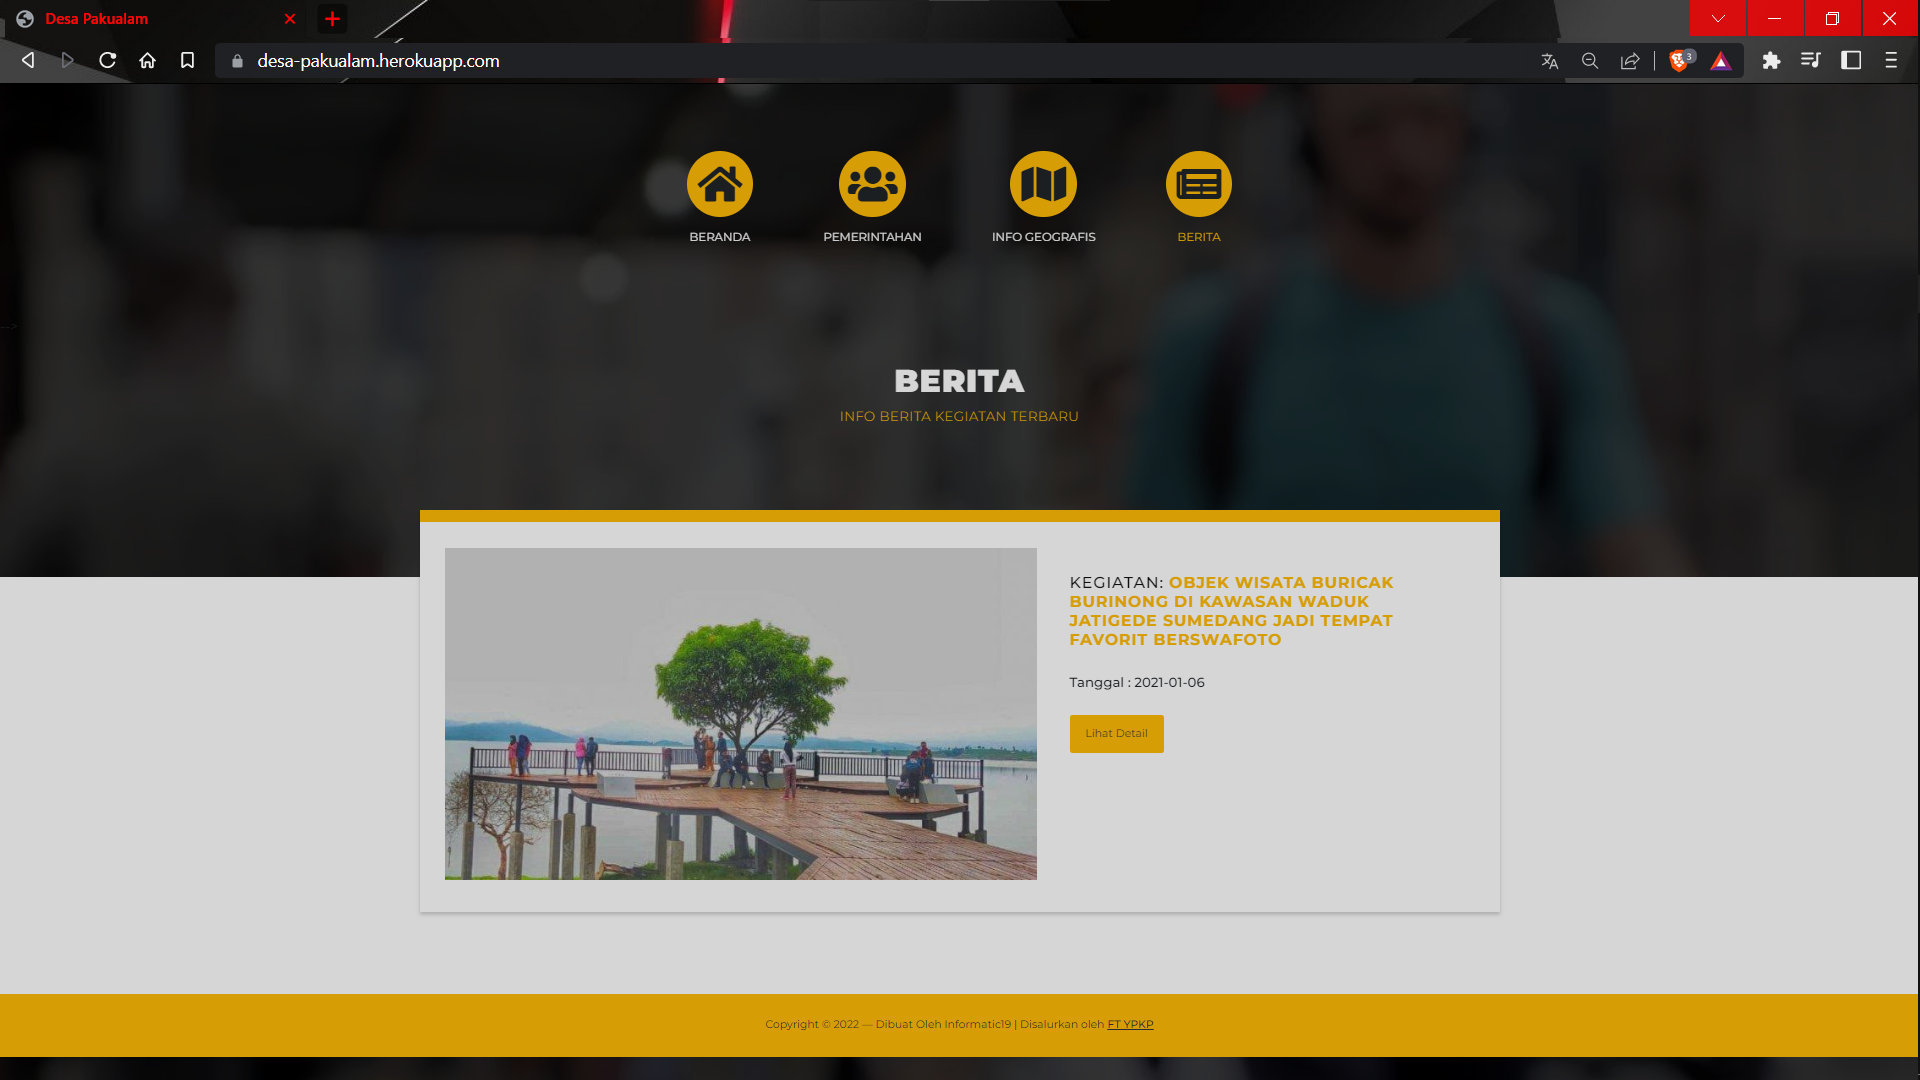 Desa Pakualam
desa-pakualam.herokuapp.com
3
BERANDA
PEMERINTAHAN
INFO GEOGRAFIS
BERITA
-->
BERITA
INFO BERITA KEGIATAN TERBARU
KEGIATAN: OBJEK WISATA BURICAK
BURINONG DI KAWASAN WADUK
JATIGEDE SUMEDANG JADI TEMPAT
FAVORIT BERSWAFOTO
Tanggal : 2021-01-06
Lihat Detail
Copyright © 2022 — Dibuat Oleh Informatic19 | Disalurkan oleh FT YPKP